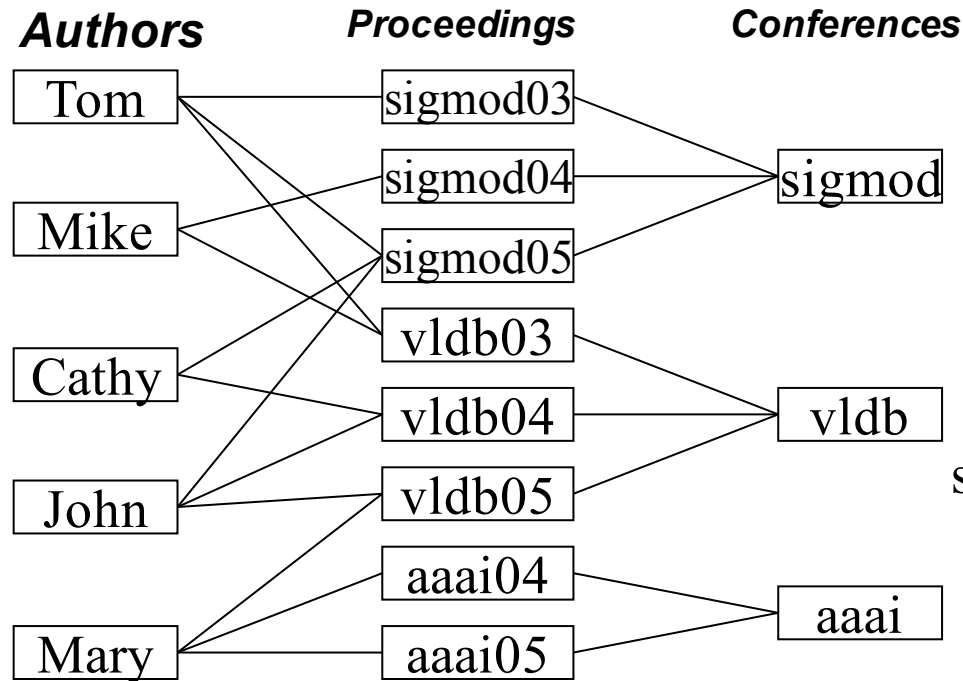 Authors
Proceedings
Conferences
Tom
Mike
Cathy
John
Mary
sigmod03
sigmod04
sigmod05
vldb03
vldb04
vldb05
aaai04
aaai05
sigmod
vldb
aaai
s